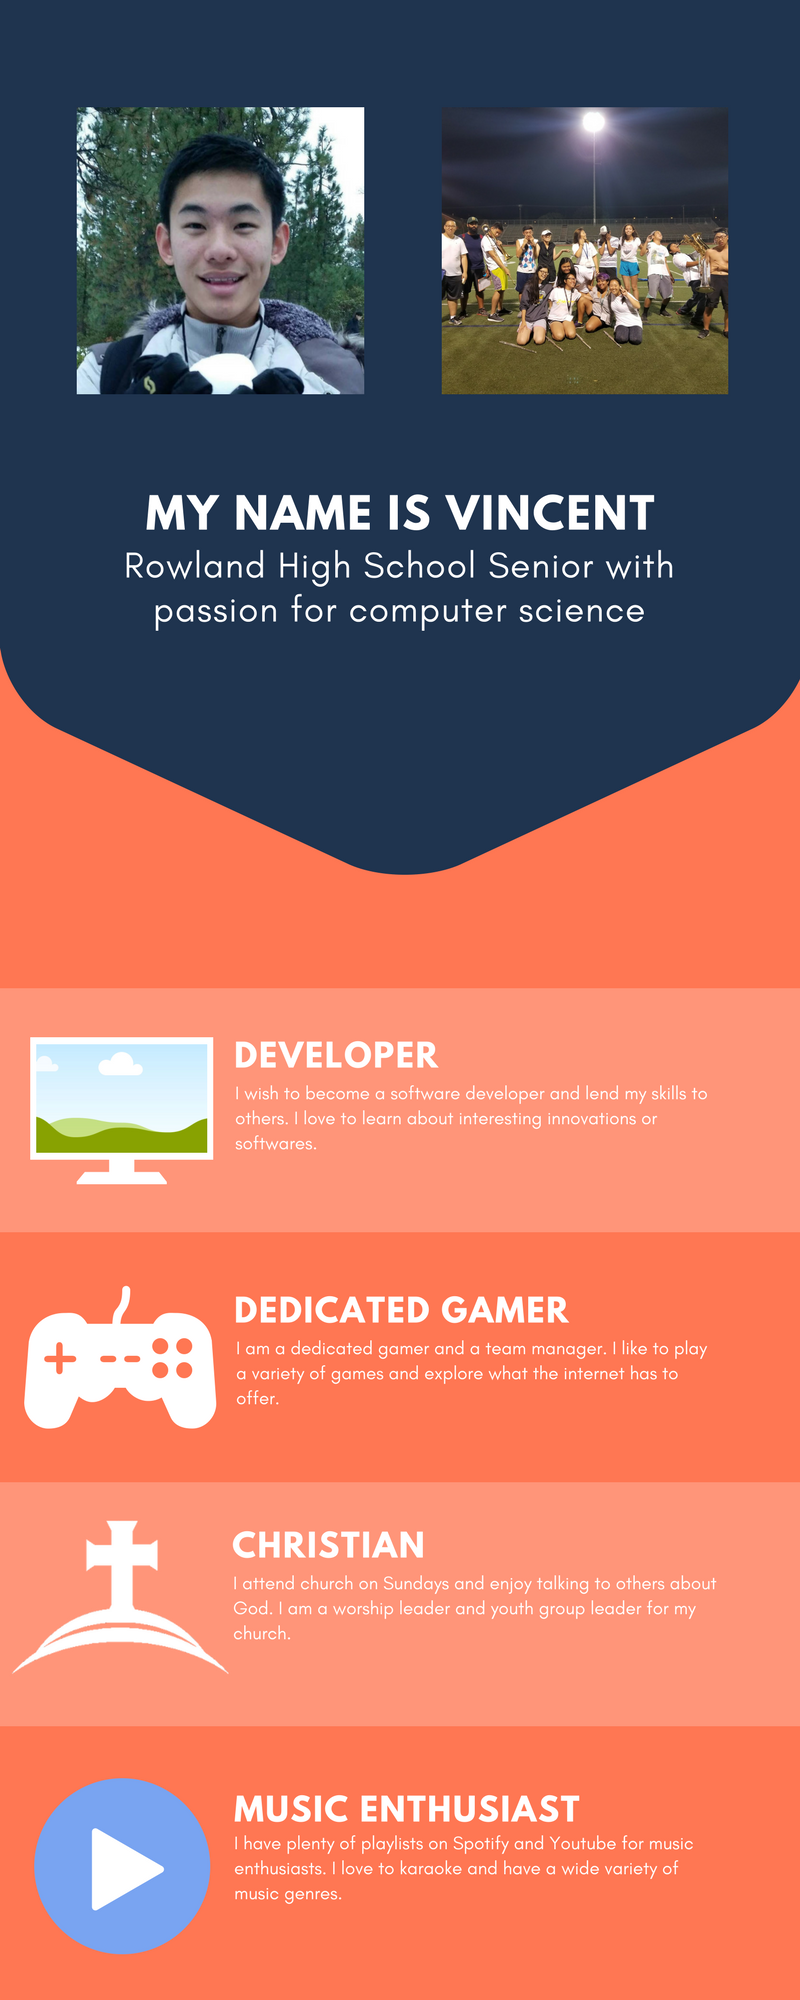 MY NAME IS VINCENT
Rowland High School Senior with
passion for computer science
DEVELOPER
I wish to become a software developer and lend my skills to
others. I love to learn about interesting innovations or
softwares.
DEDICATED GAMER
I am a dedicated gamer and a team manager. I like to play
a variety of games and explore what the internet has to
offer.
CHRISTIAN
I attend church on Sundays and enjoy talking to others about
God. I am a worship leader and youth group leader for my
church.
MUSIC ENTHUSIAST
I have plenty of playlists on Spotify and Youtube for music
enthusiasts. I love to karaoke and have a wide variety of
music genres.